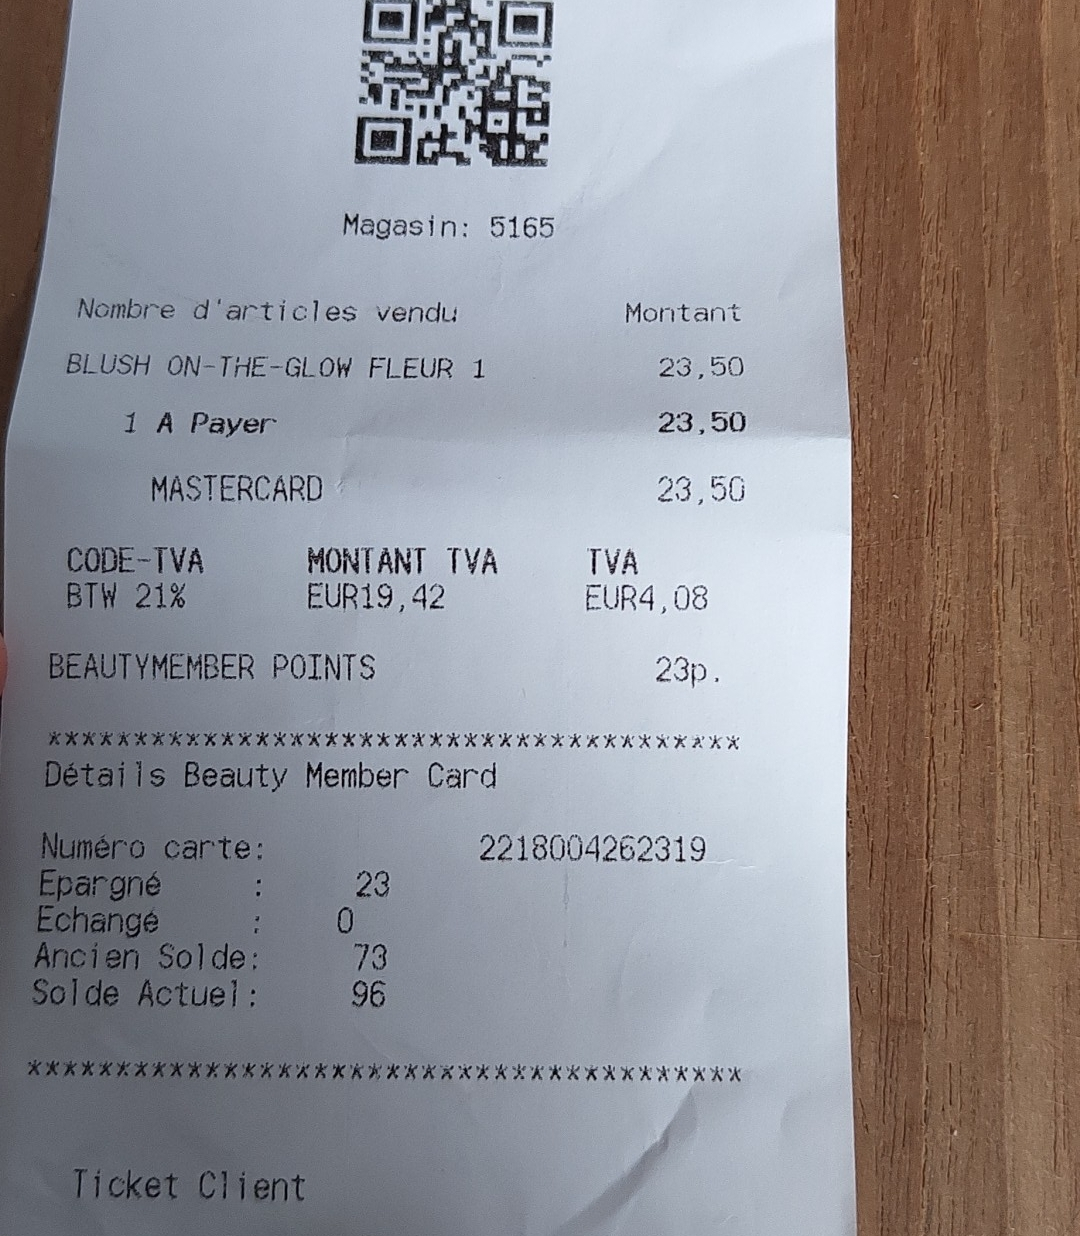 Magasin: 5165
Nombre d'articles vendu Montant
BLUSH ON-THE-GLOW FLEUR 1 23,50
1 A Payer 23,50
MASTERCARD 23,50
CODE-TVA MONTANT TVA TVA
BTW 21% EUR19,42 EUR4,08
BEAUTYMEMBER POINTS 23p.
****************************************
Détails Beauty Member Card
Numéro carte: 2218004262319
Epargné : 23
Echangé : 0
Ancien Solde: 73
Solde Actuel: 96
****************************************
Ticket Client